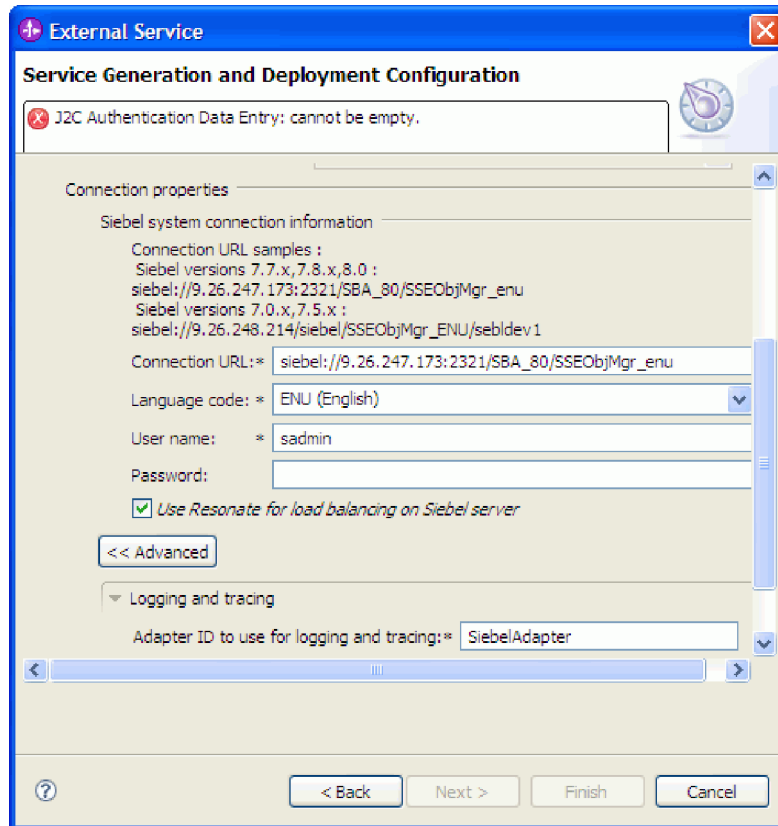 External Service
Service Generation and Deployment Configuration
J2C Authentication Data Entry: cannot be empty.
Connection properties
Siebel system connection information
Connection URL samples :
Siebel versions 7.7.x,7.8.x,8.0 :
siebel://9.26.247.173:2321/SBA_80/SSEObjMgr_enu
Siebel versions 7.0.x,7.5.x :
siebel://9.26.248.214/siebel/SSEObjMgr_ENU/sebldev1
Connection URL:* siebel://9.26.247.173:2321/SBA_80/SSEObjMgr_enu
Language code: * ENU (English)
User name: * sadmin
Password:
Use Resonate for load balancing on Siebel server
<< Advanced
Logging and tracing
Adapter ID to use for logging and tracing:* SiebelAdapter
? < Back Next > Finish Cancel